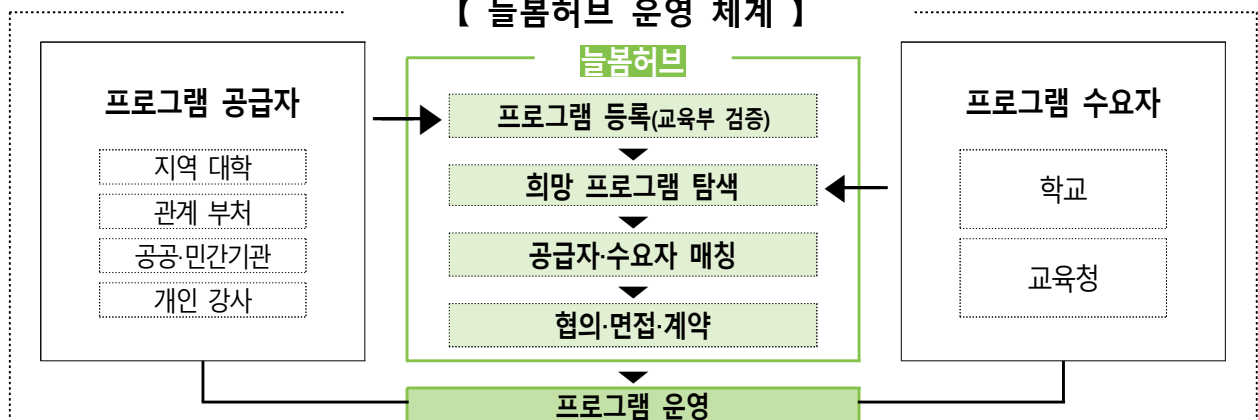 【 늘봄허브 운영 체계 】
프로그램 공급자
지역 대학
관계 부처
공공·민간기관
개인 강사
늘봄허브
프로그램 등록(교육부 검증)
희망 프로그램 탐색
공급자·수요자 매칭
협의·면접·계약
프로그램 수요자
학교
교육청
프로그램 운영